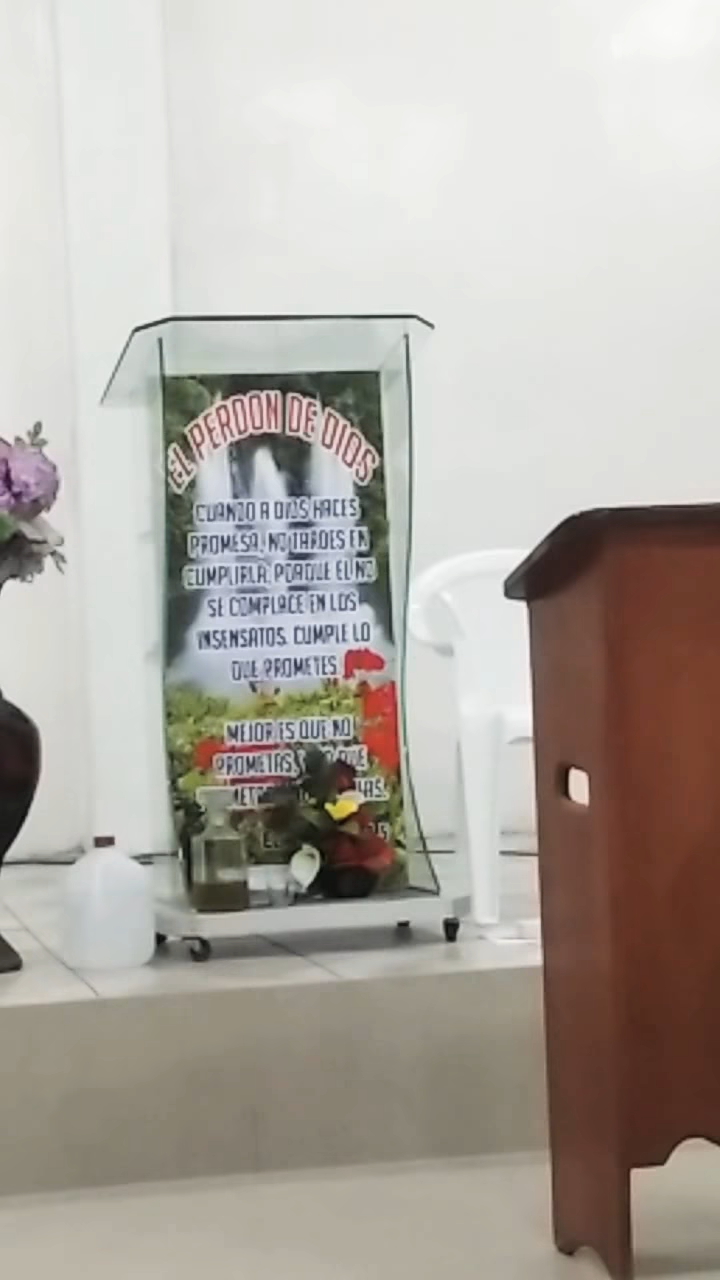 EL PERDON DE DIOS
CUANDO A DIOS HACES
PROMESA, NO TARDES EN
CUMPLIRLA, PORQUE EL NO
SE COMPLACE EN LOS
INSENSATOS. CUMPLE LO
QUE PROMETES.
MEJOR ES QUE NO
PROMETAS, QUE